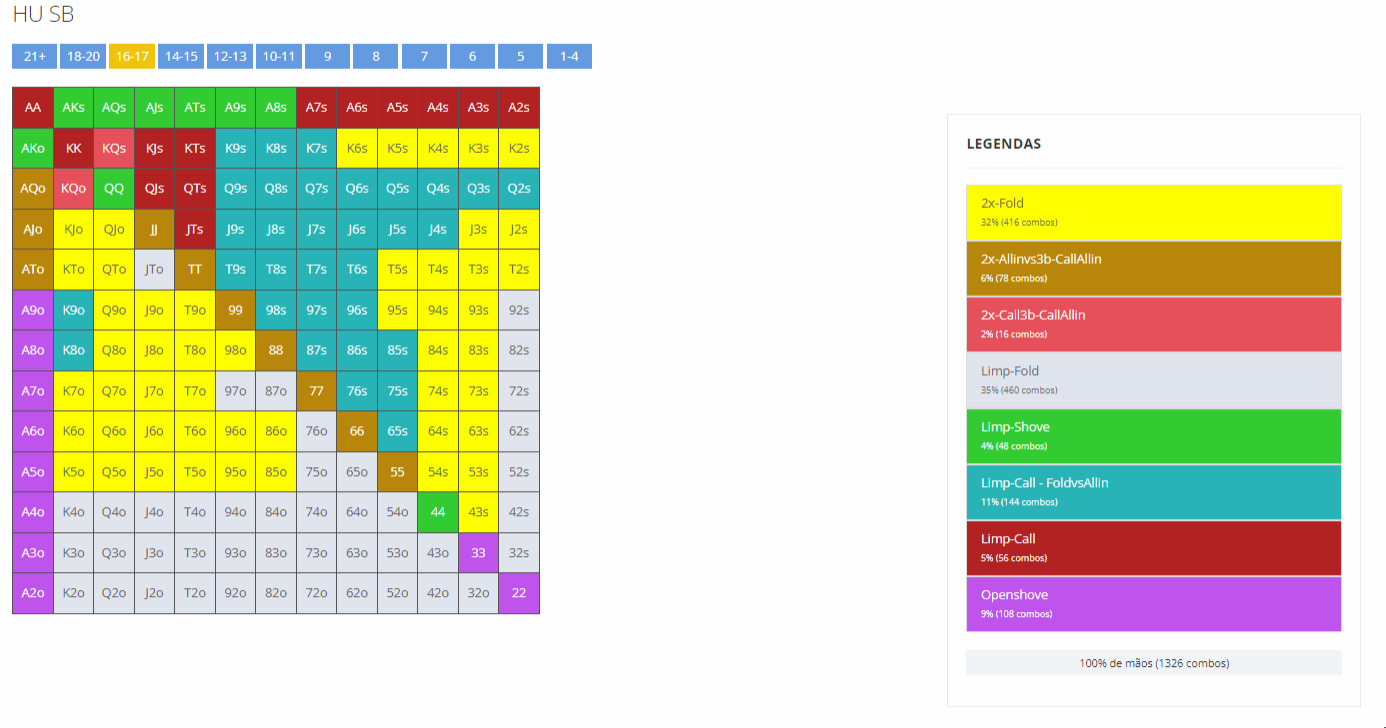 HU SB
21+ 18-20 16-17 14-15 12-13 10-11 9 8 7 6 5 1-4
AA AKs AQs AJs ATs A9s A8s A7s A6s A5s A4s A3s A2s
AKo KK KQs KJs KTs K9s K8s K7s K6s K5s K4s K3s K2s
AQo KQo QQ QJs QTs Q9s Q8s Q7s Q6s Q5s Q4s Q3s Q2s
AJo KJo QJo JJ JTs J9s J8s J7s J6s J5s J4s J3s J2s
ATo KTo QTo JTo TT T9s T8s T7s T6s T5s T4s T3s T2s
A9o K9o Q9o J9o T9o 99 98s 97s 96s 95s 94s 93s 92s
A8o K8o Q8o J8o T8o 98o 88 87s 86s 85s 84s 83s 82s
A7o K7o Q7o J7o T7o 97o 87o 77 76s 75s 74s 73s 72s
A6o K6o Q6o J6o T6o 96o 86o 76o 66 65s 64s 63s 62s
A5o K5o Q5o J5o T5o 95o 85o 75o 65o 55 54s 53s 52s
A4o K4o Q4o J4o T4o 94o 84o 74o 64o 54o 44 43s 42s
A3o K3o Q3o J3o T3o 93o 83o 73o 63o 53o 43o 33 32s
A2o K2o Q2o J2o T2o 92o 82o 72o 62o 52o 42o 32o 22
LEGENDAS
2x-Fold
32% (416 combos)
2x-Allinvs3b-CallAllin
6% (78 combos)
2x-Call3b-CallAllin
2% (16 combos)
Limp-Fold
35% (460 combos)
Limp-Shove
4% (48 combos)
Limp-Call - FoldvsAllin
11% (144 combos)
Limp-Call
5% (56 combos)
Openshove
9% (108 combos)
100% de mãos (1326 combos)